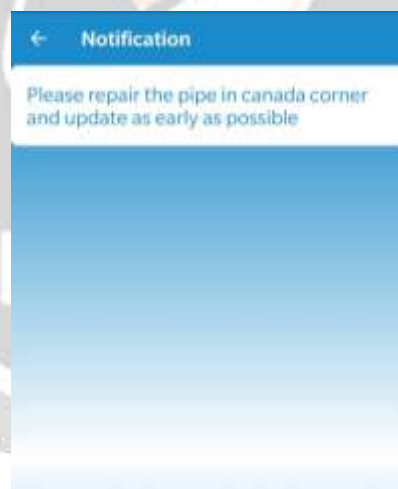 Notification
Please repair the pipe in canada corner
and update as early as possible